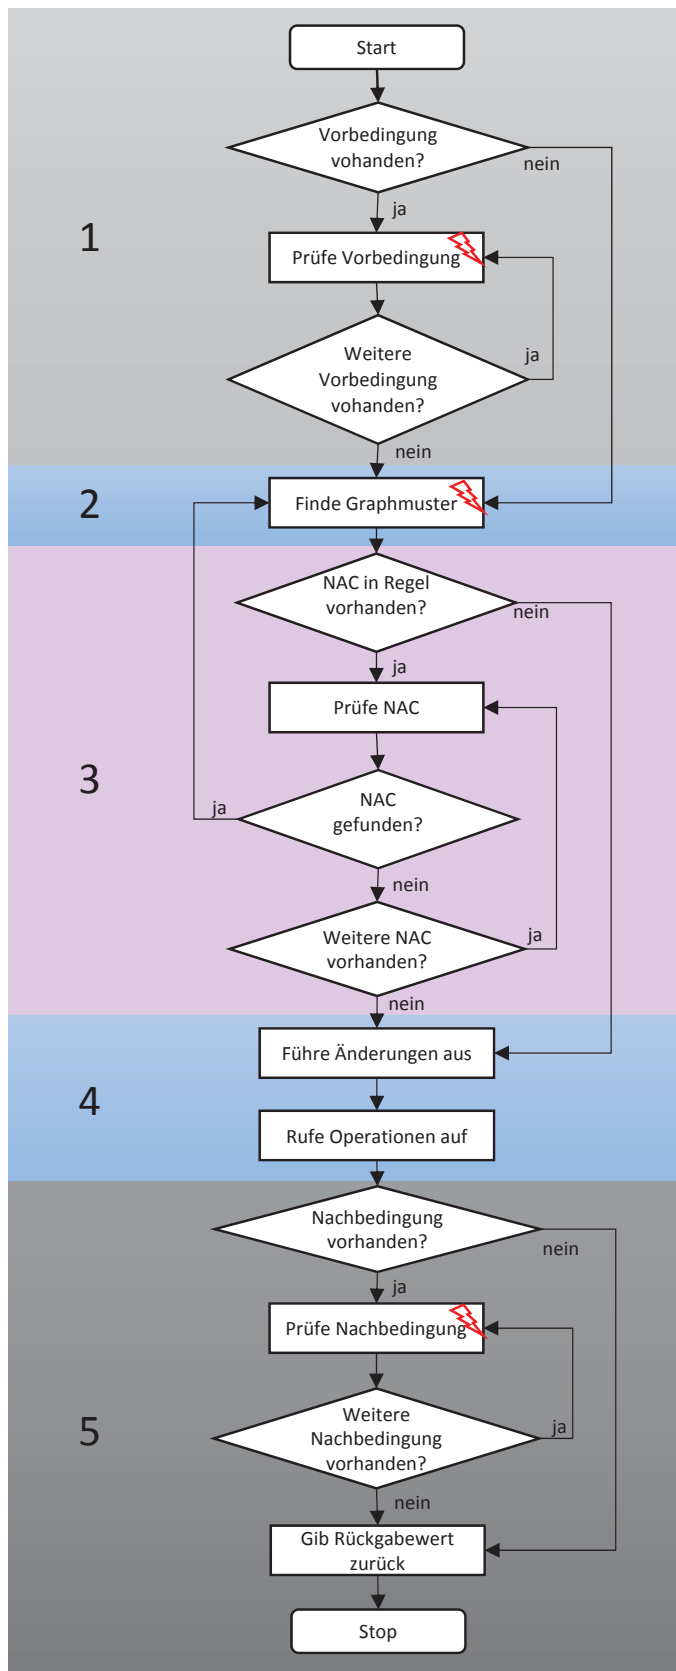 Start
Vorbedingung
vohanden?
nein
ja
1
Prüfe Vorbedingung
Weitere
Vorbedingung
vohanden?
ja
nein
2
Finde Graphmuster
NAC in Regel
vorhanden?
nein
ja
Prüfe NAC
3
NAC
gefunden?
ja
nein
Weitere NAC
vorhanden?
ja
nein
Führe Änderungen aus
4
Rufe Operationen auf
Nachbedingung
vorhanden?
nein
ja
Prüfe Nachbedingung
5
Weitere
Nachbedingung
vorhanden?
ja
nein
Gib Rückgabewert
zurück
Stop